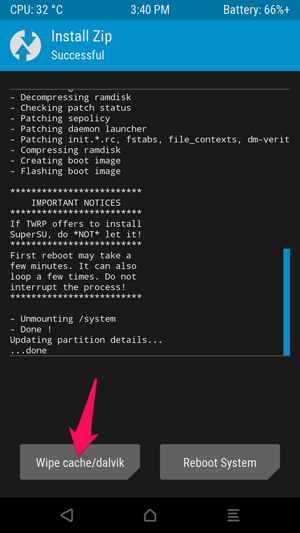 CPU: 32 °C 3:40 PM Battery: 66%+
Install Zip
Successful
- Decompressing ramdisk
- Checking patch status
- Patching sepolicy
- Patching daemon launcher
- Patching init.*.rc, fstabs, file_contexts, dm-verit
- Compressing ramdisk
- Creating boot image
- Flashing boot image
*************************
IMPORTANT NOTICES
*************************
If TWRP offers to install
SuperSU, do *NOT* let it!
*************************
First reboot may take a
few minutes. It can also
loop a few times. Do not
interrupt the process!
*************************
- Unmounting /system
- Done !
Updating partition details...
...done
Wipe cache/dalvik Reboot System